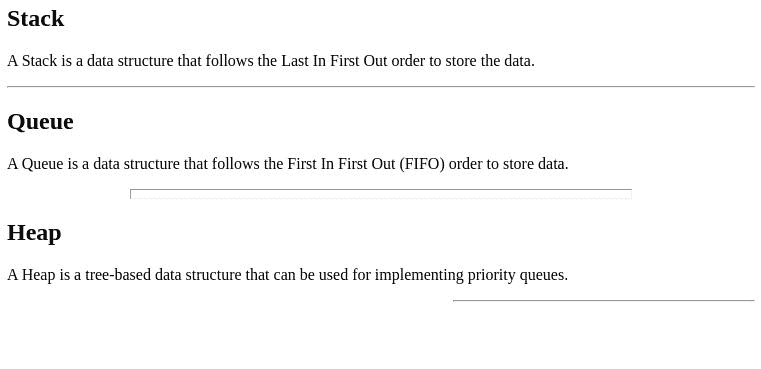 Stack
A Stack is a data structure that follows the Last In First Out order to store the data.
Queue
A Queue is a data structure that follows the First In First Out (FIFO) order to store data.
Heap
A Heap is a tree-based data structure that can be used for implementing priority queues.